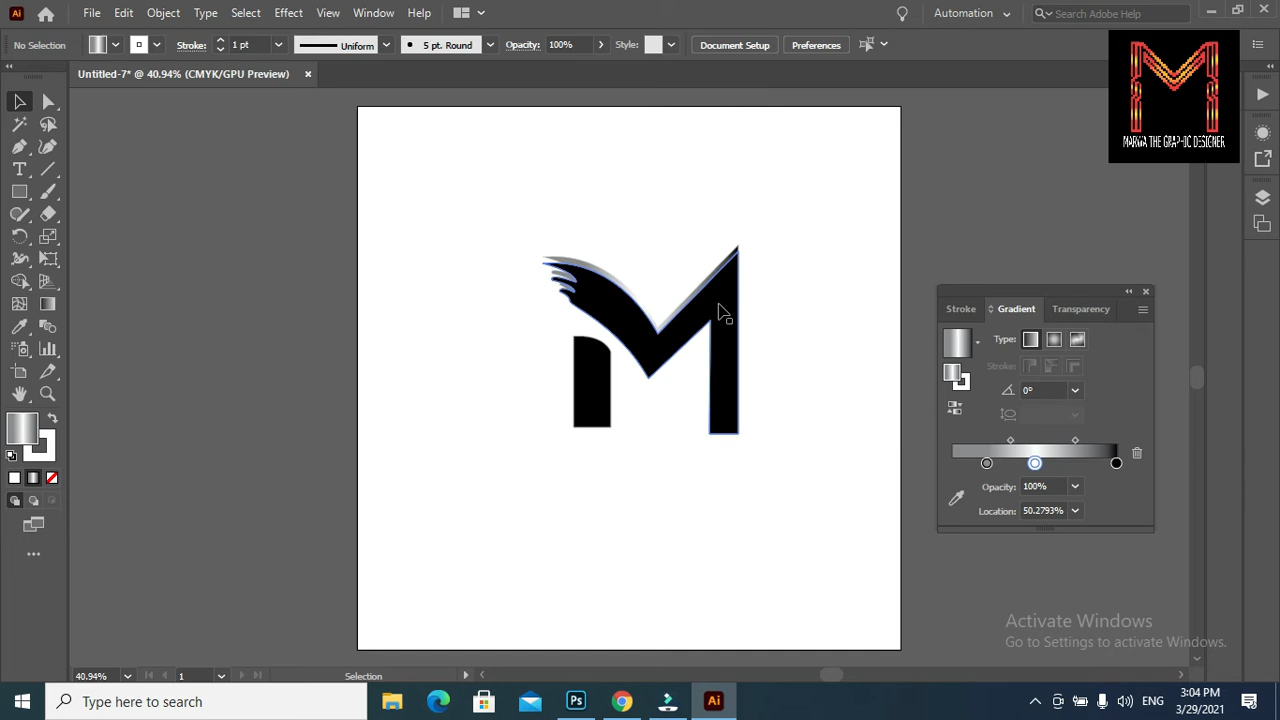 File Edit Object Type Select Effect View Window Help
Automation
Search Adobe Help
No Selection
Stroke:
1 pt
Uniform
5 pt. Round
Opacity:
100%
Style:
Document Setup
Preferences
Untitled-7* @ 40.94% (CMYK/GPU Preview)
MARWA THE GRAPHIC DESIGNER
M
Stroke
Gradient
Transparency
Type:
Stroke:
0°
Opacity:
100%
Location:
50.2793%
Activate Windows
Go to Settings to activate Windows.
40.94%
1
Selection
Type here to search
Ps
Ai
ENG
3:04 PM
3/29/2021